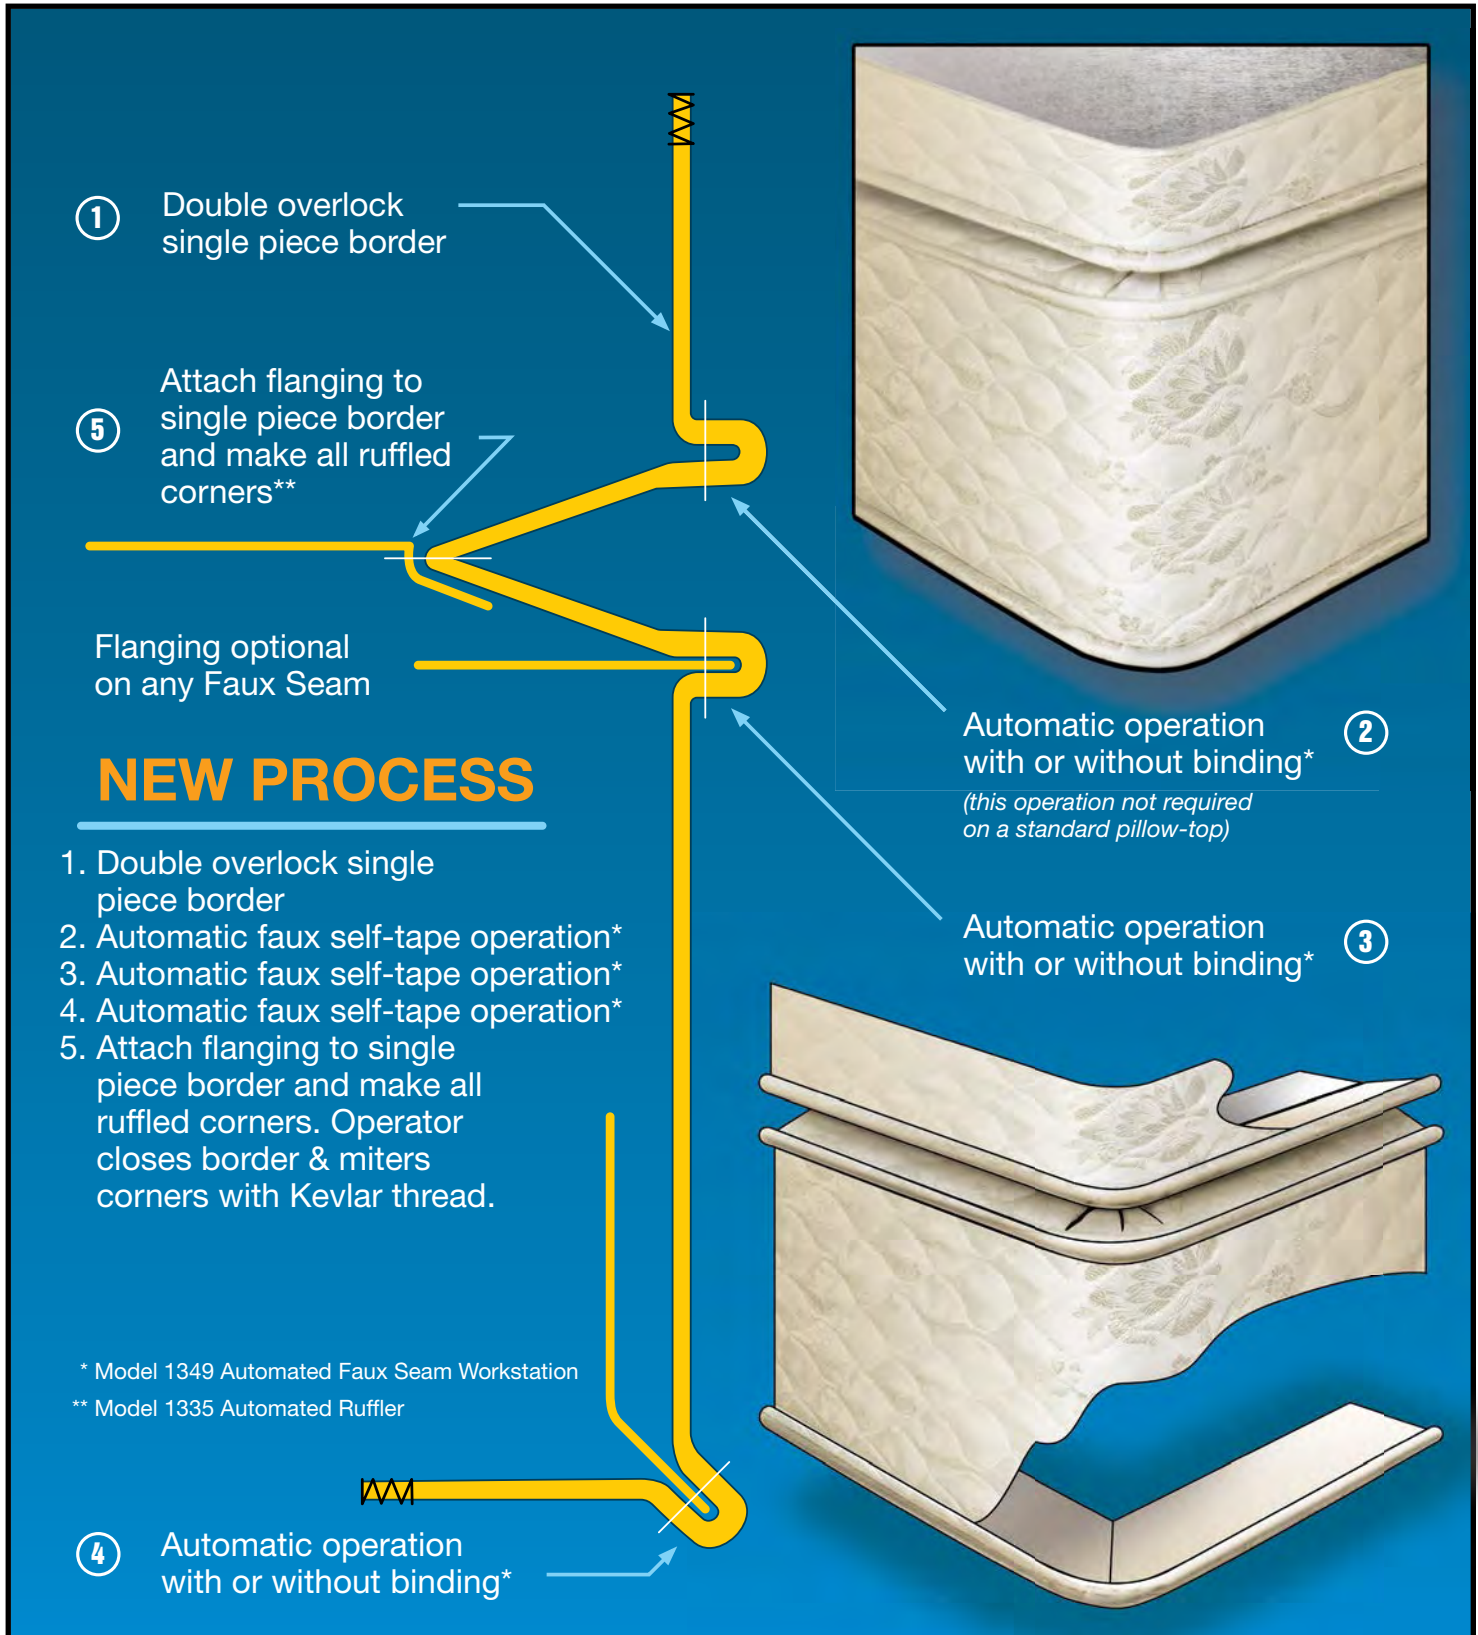 1
Double overlock
single piece border
5
Attach flanging to
single piece border
and make all ruffled
corners**
Flanging optional
on any Faux Seam
2
Automatic operation
with or without binding*
(this operation not required
on a standard pillow-top)
3
Automatic operation
with or without binding*
NEW PROCESS
1. Double overlock single
piece border
2. Automatic faux self-tape operation*
3. Automatic faux self-tape operation*
4. Automatic faux self-tape operation*
5. Attach flanging to single
piece border and make all
ruffled corners. Operator
closes border & miters
corners with Kevlar thread.
* Model 1349 Automated Faux Seam Workstation
** Model 1335 Automated Ruffler
4
Automatic operation
with or without binding*